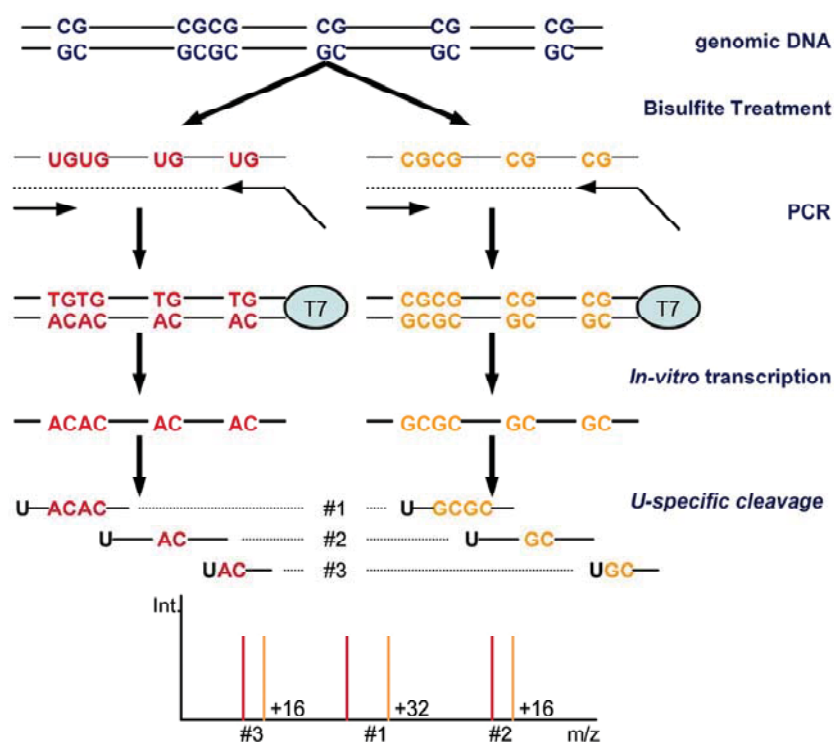 CG CGCG CG CG CG
GC GCGC GC GC GC
genomic DNA
Bisulfite Treatment
UGUG UG UG
CGCG CG CG
PCR
TGTG TG TG
ACAC AC AC
T7
CGCG CG CG
GCGC GC GC
T7
In-vitro transcription
ACAC AC AC
GCGC GC GC
U-specific cleavage
U ACAC #1 U GCGC
U AC #2 U GC
UAC #3 UGC
Int.
+16 +32 +16
#3 #1 #2 m/z